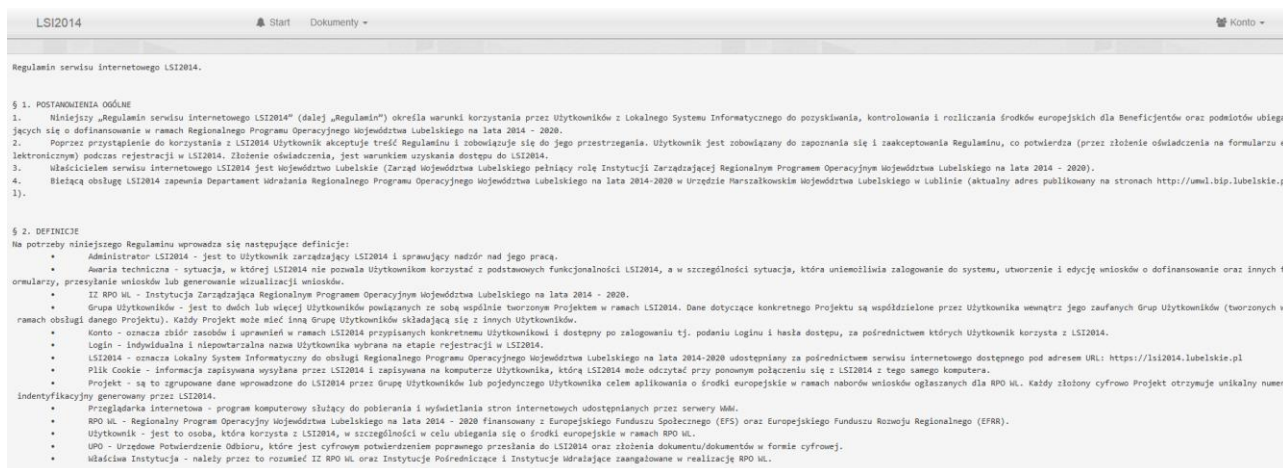 LSI2014
Start
Dokumenty
Konto
Regulamin serwisu internetowego LSI2014.
§ 1. POSTANOWIENIA OGÓLNE
1. Niniejszy „Regulamin serwisu internetowego LSI2014" (dalej „Regulamin") określa warunki korzystania przez Użytkowników z Lokalnego Systemu Informatycznego do pozyskiwania, kontrolowania i rozliczania środków europejskich dla Beneficjentów oraz podmiotów ubiega
jących się o dofinansowanie w ramach Regionalnego Programu Operacyjnego Województwa Lubelskiego na lata 2014 - 2020.
2. Poprzez przystąpienie do korzystania z LSI2014 Użytkownik akceptuje treść Regulaminu i zobowiązuje się do jego przestrzegania. Użytkownik jest zobowiązany do zapoznania się i zaakceptowania Regulaminu, co potwierdza (przez złożenie oświadczenia na formularzu e
lektronicznym) podczas rejestracji w LSI2014. Złożenie oświadczenia, jest warunkiem uzyskania dostępu do LSI2014.
3. Właścicielem serwisu internetowego LSI2014 jest Województwo Lubelskie (Zarząd Województwa Lubelskiego pełniący rolę Instytucji Zarządzającej Regionalnym Programem Operacyjnym Województwa Lubelskiego na lata 2014 - 2020).
4. Bieżącą obsługę LSI2014 zapewnia Departament Wdrażania Regionalnego Programu Operacyjnego Województwa Lubelskiego na lata 2014-2020 w Urzędzie Marszałkowskim Województwa Lubelskiego w Lublinie (aktualny adres publikowany na stronach http://umwl.bip.lubelskie.p
l).
§ 2. DEFINICJE
Na potrzeby niniejszego Regulaminu wprowadza się następujące definicje:
• Administrator LSI2014 - jest to Użytkownik zarządzający LSI2014 i sprawujący nadzór nad jego pracą.
• Awaria techniczna - sytuacja, w której LSI2014 nie pozwala Użytkownikom korzystać z podstawowych funkcjonalności LSI2014, a w szczególności sytuacja, która uniemożliwia zalogowanie do systemu, utworzenie i edycję wniosków o dofinansowanie oraz innych f
ormularzy, przesyłanie wniosków lub generowanie wizualizacji wniosków.
• IZ RPO WL - Instytucja Zarządzająca Regionalnym Programem Operacyjnym Województwa Lubelskiego na lata 2014 - 2020.
• Grupa Użytkowników - jest to dwóch lub więcej Użytkowników powiązanych ze sobą wspólnie tworzonym Projektem w ramach LSI2014. Dane dotyczące konkretnego Projektu są współdzielone przez Użytkownika wewnątrz jego zaufanych Grup Użytkowników (tworzonych w
ramach obsługi danego Projektu). Każdy Projekt może mieć inną Grupę Użytkowników składającą się z innych Użytkowników.
• Konto - oznacza zbiór zasobów i uprawnień w ramach LSI2014 przypisanych konkretnemu Użytkownikowi i dostępny po zalogowaniu tj. podaniu Loginu i hasła dostępu, za pośrednictwem których Użytkownik korzysta z LSI2014.
• Login - indywidualna i niepowtarzalna nazwa Użytkownika wybrana na etapie rejestracji w LSI2014.
• LSI2014 - oznacza Lokalny System Informatyczny do obsługi Regionalnego Programu Operacyjnego Województwa Lubelskiego na lata 2014-2020 udostępniany za pośrednictwem serwisu internetowego dostępnego pod adresem URL: https://lsi2014.lubelskie.pl
• Plik Cookie - informacja zapisywana wysyłana przez LSI2014 i zapisywana na komputerze Użytkownika, którą LSI2014 może odczytać przy ponownym połączeniu się z LSI2014 z tego samego komputera.
• Projekt - są to zgrupowane dane wprowadzone do LSI2014 przez Grupę Użytkowników lub pojedynczego Użytkownika celem aplikowania o środki europejskie w ramach naborów wniosków ogłaszanych dla RPO WL. Każdy złożony cyfrowo Projekt otrzymuje unikalny numer
indentyfikacyjny generowany przez LSI2014.
• Przeglądarka internetowa - program komputerowy służący do pobierania i wyświetlania stron internetowych udostępnianych przez serwery WWW.
• RPO WL - Regionalny Program Operacyjny Województwa Lubelskiego na lata 2014 - 2020 finansowany z Europejskiego Funduszu Społecznego (EFS) oraz Europejskiego Funduszu Rozwoju Regionalnego (EFRR).
• Użytkownik - jest to osoba, która korzysta z LSI2014, w szczególności w celu ubiegania się o środki europejskie w ramach RPO WL.
• UPO - Urzędowe Potwierdzenie Odbioru, które jest cyfrowym potwierdzeniem poprawnego przesłania do LSI2014 oraz złożenia dokumentu/dokumentów w formie cyfrowej.
• Właściwa Instytucja - należy przez to rozumieć IZ RPO WL oraz Instytucje Pośredniczące i Instytucje Wdrażające zaangażowane w realizację RPO WL.